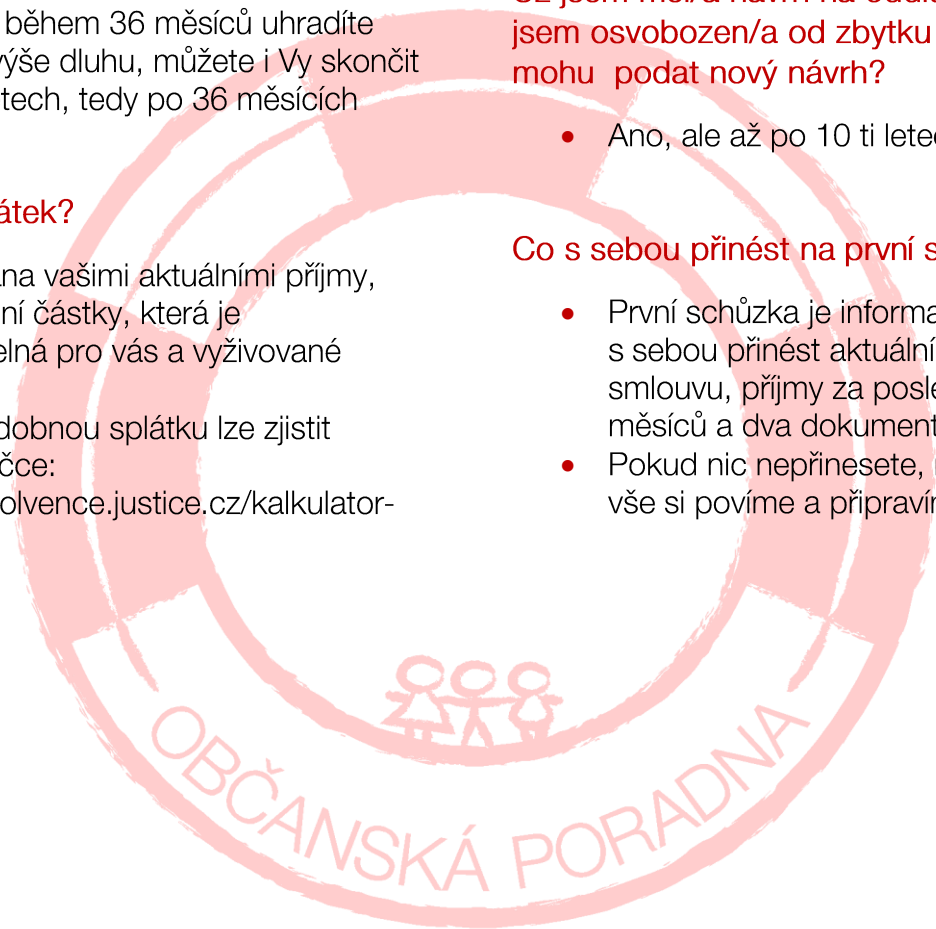 během 36 měsíců uhradíte
výše dluhu, můžete i Vy skončit
tech, tedy po 36 měsících
átek?
na vašimi aktuálními příjmy,
ní částky, která je
elná pro vás a vyživované
dobnou splátku lze zjistit
čce:
olvence.justice.cz/kalkulator-
jsem osvobozen/a od zbytku
mohu podat nový návrh?
• Ano, ale až po 10 ti letec
Co s sebou přinést na první s
• První schůzka je informa
s sebou přinést aktuální
smlouvu, příjmy za posle
měsíců a dva dokument
• Pokud nic nepřinesete,
vše si povíme a připravím
OBČANSKÁ PORADNA